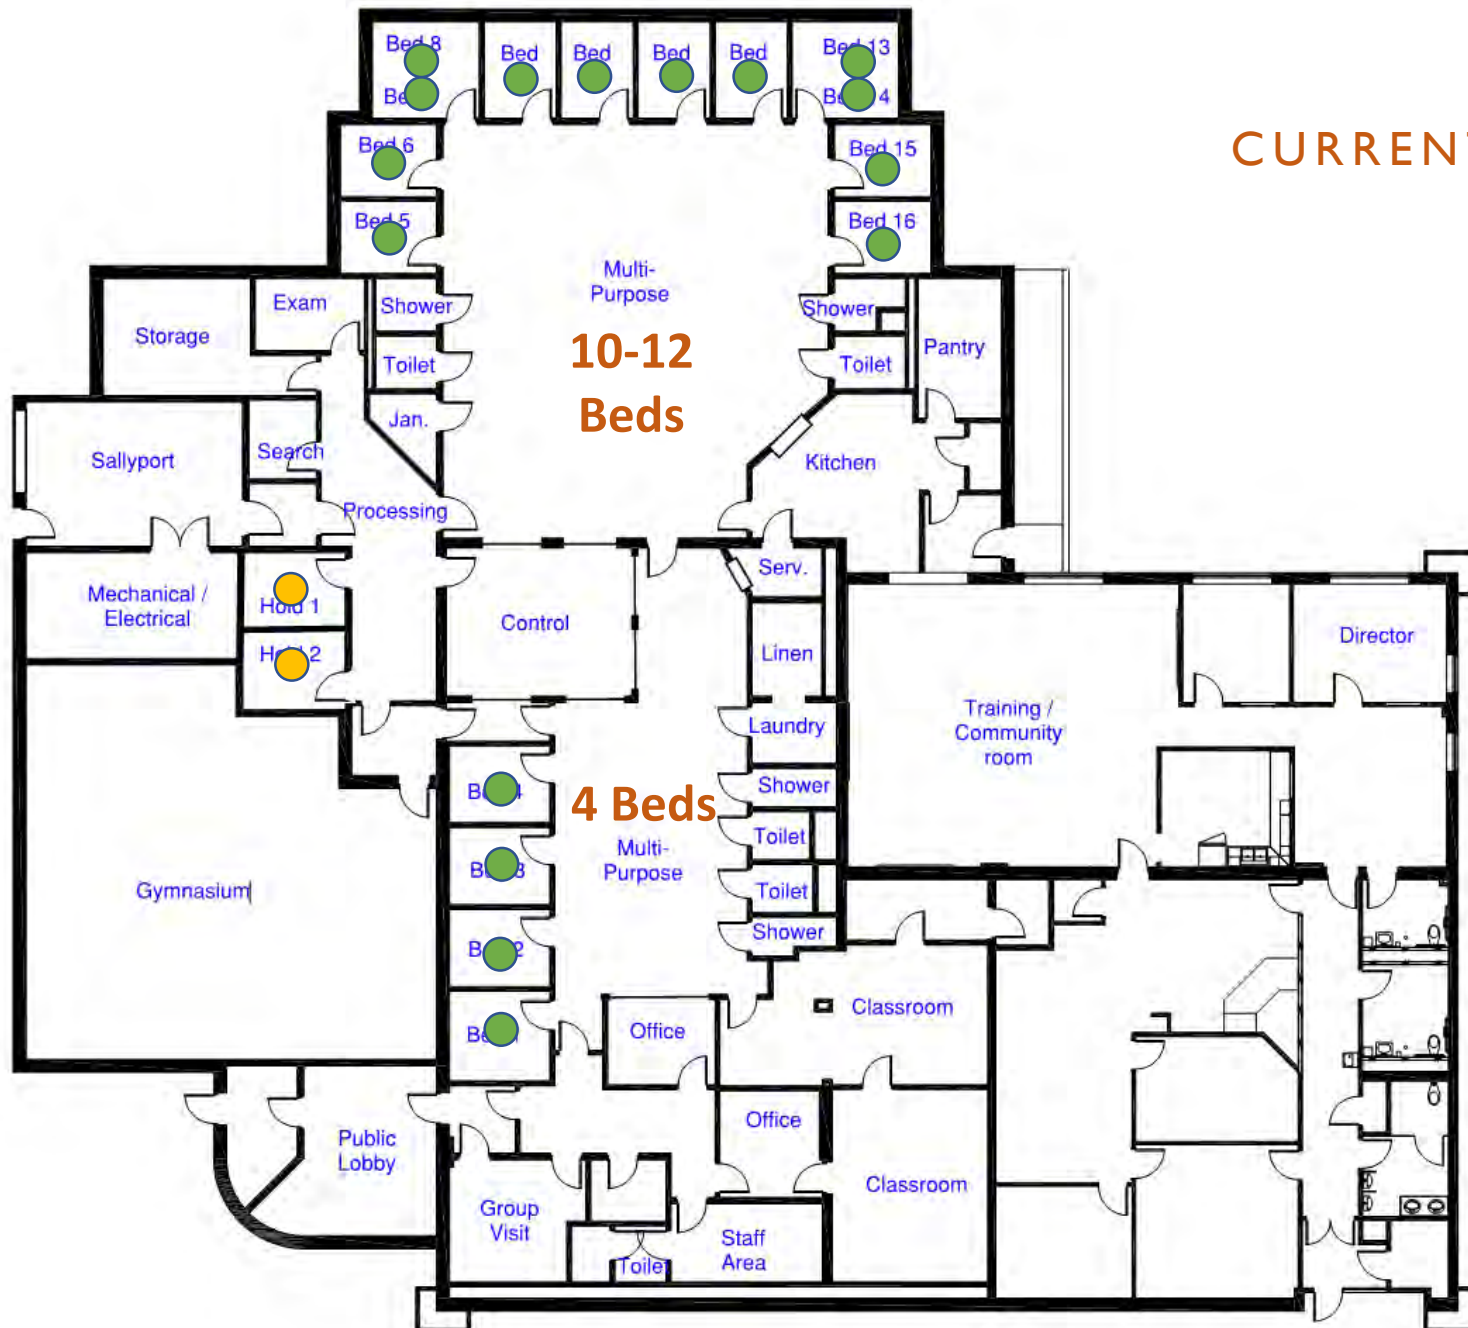 CURRENT
Bed 8
Bed
Bed
Bed
Bed
Bed 13
Bed 6
Bed 15
Bed 5
Bed 16
Multi-
Purpose
10-12
Beds
Exam
Storage
Shower
Toilet
Jan.
Shower
Toilet
Pantry
Sallyport
Search
Processing
Kitchen
Mechanical /
Electrical
Hold 1
Hold 2
Control
Serv.
Linen
Laundry
Training /
Community
room
Director
4 Beds
Multi-
Purpose
Shower
Toilet
Toilet
Shower
Gymnasium
Office
Classroom
Office
Classroom
Public
Lobby
Group
Visit
Toilet
Staff
Area